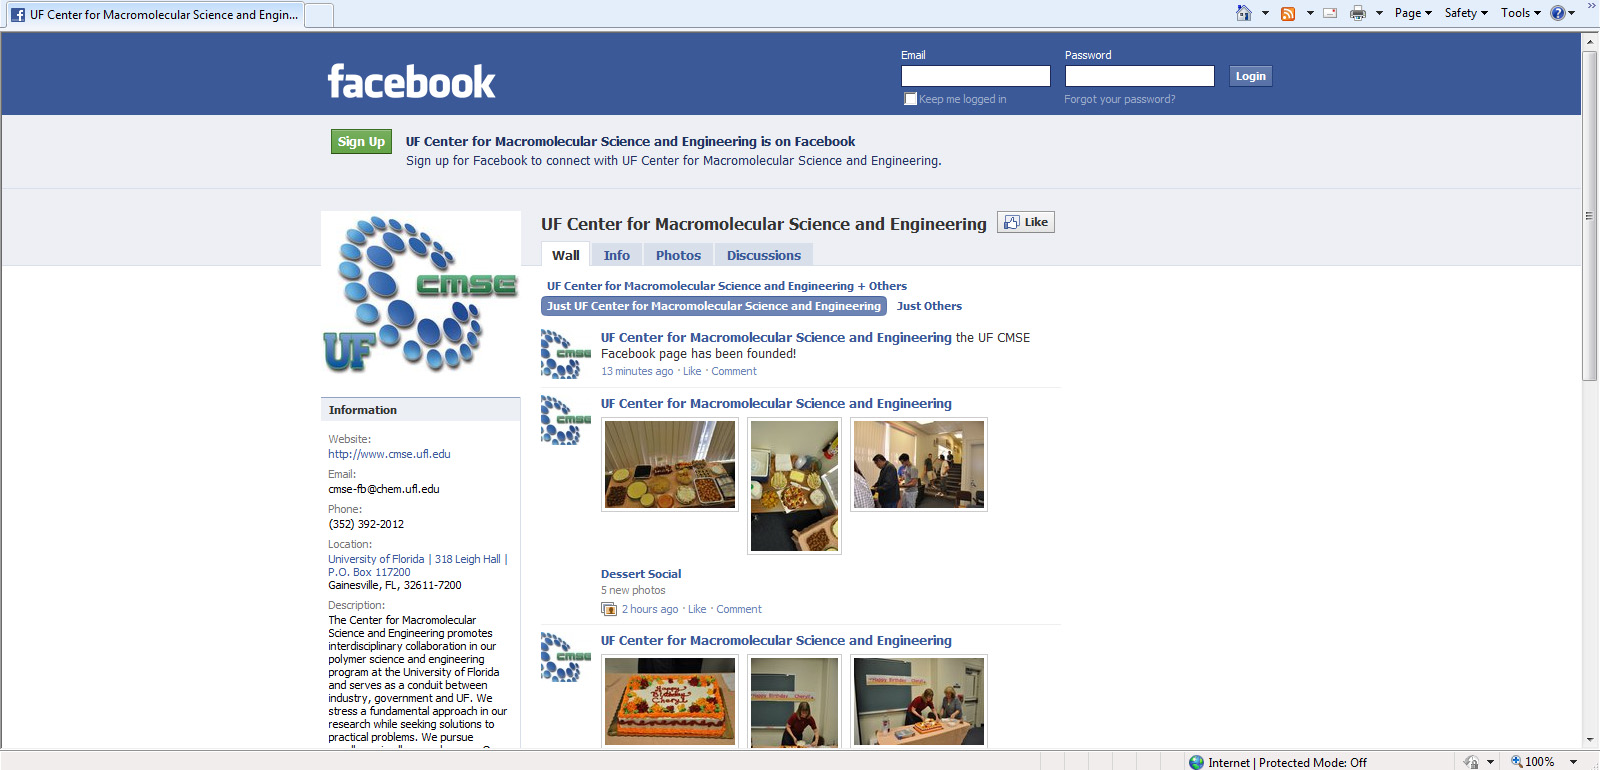 UF Center for Macromolecular Science and Engin...
Page
Safety
Tools
facebook
Email
Password
Login
Keep me logged in
Forgot your password?
Sign Up
UF Center for Macromolecular Science and Engineering is on Facebook
Sign up for Facebook to connect with UF Center for Macromolecular Science and Engineering.
CMSE
UF
UF Center for Macromolecular Science and Engineering
Like
Wall
Info
Photos
Discussions
UF Center for Macromolecular Science and Engineering + Others
Just UF Center for Macromolecular Science and Engineering
Just Others
CMSE
UF Center for Macromolecular Science and Engineering the UF CMSE
Facebook page has been founded!
13 minutes ago · Like · Comment
CMSE
UF Center for Macromolecular Science and Engineering
Dessert Social
5 new photos
2 hours ago · Like · Comment
CMSE
UF Center for Macromolecular Science and Engineering
Happy
Birthday
Cheryl
Happy Birthday Cheryl
Information
Website:
http://www.cmse.ufl.edu
Email:
cmse-fb@chem.ufl.edu
Phone:
(352) 392-2012
Location:
University of Florida | 318 Leigh Hall |
P.O. Box 117200
Gainesville, FL, 32611-7200
Description:
The Center for Macromolecular
Science and Engineering promotes
interdisciplinary collaboration in our
polymer science and engineering
program at the University of Florida
and serves as a conduit between
industry, government and UF. We
stress a fundamental approach in our
research while seeking solutions to
practical problems. We pursue
Internet | Protected Mode: Off
100%